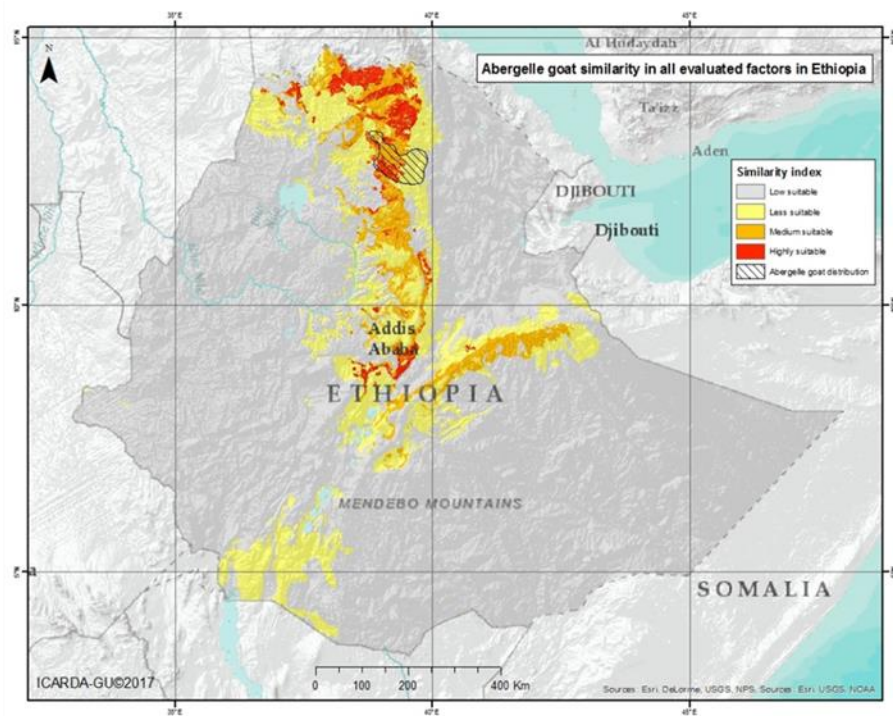 Abergelle goat similarity in all evaluated factors in Ethiopia
N
Al Hudaydah
Ta'izz
Aden
DJIBOUTI
Djibouti
Similarity index
Low suitable
Less suitable
Medium suitable
Highly suitable
Abergelle goat distribution
Addis
Ababa
ETHIOPIA
MENDEBO MOUNTAINS
SOMALIA
0 100 200 400 Km
ICARDA-GU©2017
Sources: Esri, DeLorme, USGS, NPS, Sources: Esri, USGS, NOAA